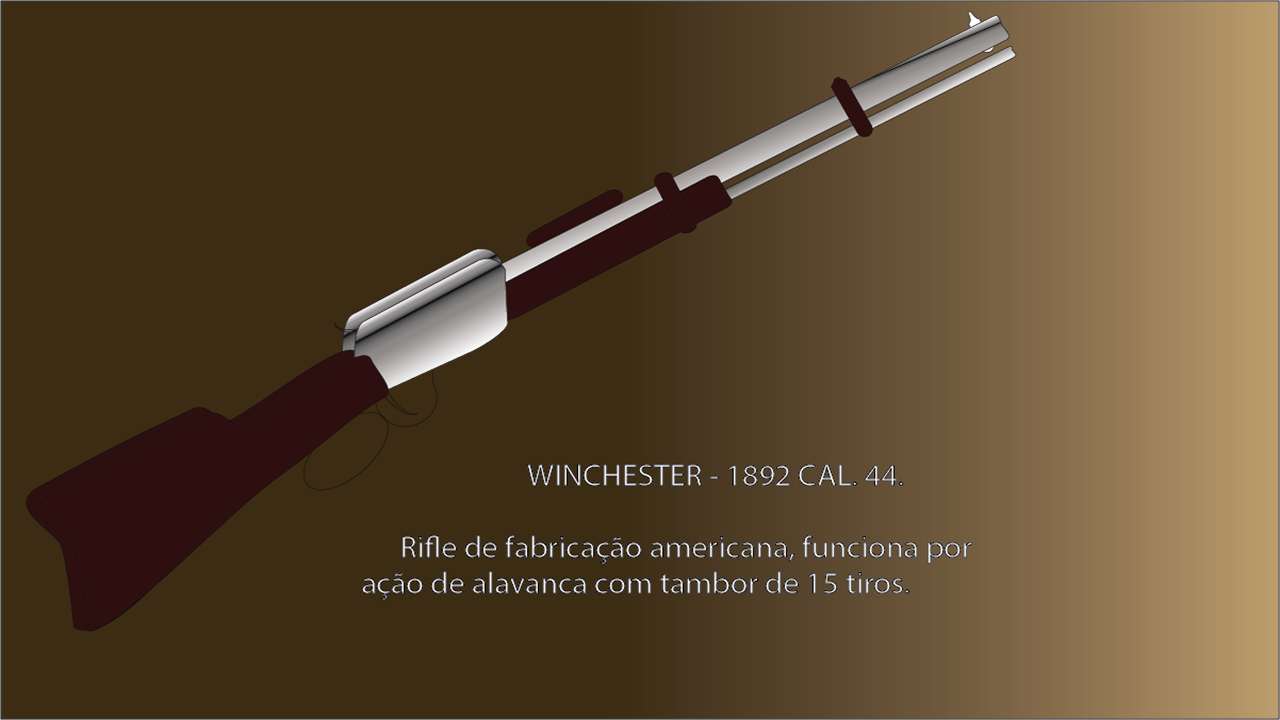 WINCHESTER - 1892 CAL. 44.
Rifle de fabricação americana, funciona por
ação de alavanca com tambor de 15 tiros.